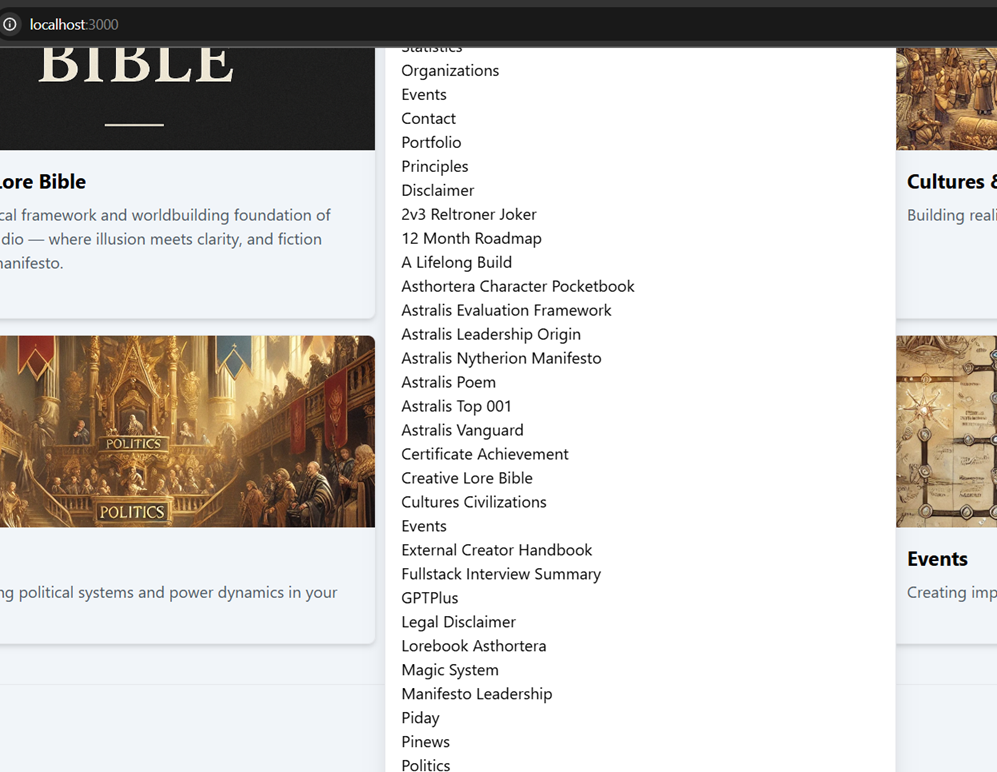 localhost:3000
BIBLE
Lore Bible
cal framework and worldbuilding foundation of
dio — where illusion meets clarity, and fiction
manifesto.
POLITICS
POLITICS
ng political systems and power dynamics in your
Statistics
Organizations
Events
Contact
Portfolio
Principles
Disclaimer
2v3 Reltroner Joker
12 Month Roadmap
A Lifelong Build
Asthortera Character Pocketbook
Astralis Evaluation Framework
Astralis Leadership Origin
Astralis Nytherion Manifesto
Astralis Poem
Astralis Top 001
Astralis Vanguard
Certificate Achievement
Creative Lore Bible
Cultures Civilizations
Events
External Creator Handbook
Fullstack Interview Summary
GPTPlus
Legal Disclaimer
Lorebook Asthortera
Magic System
Manifesto Leadership
Piday
Pinews
Politics
Cultures &
Building reali
Events
Creating imp